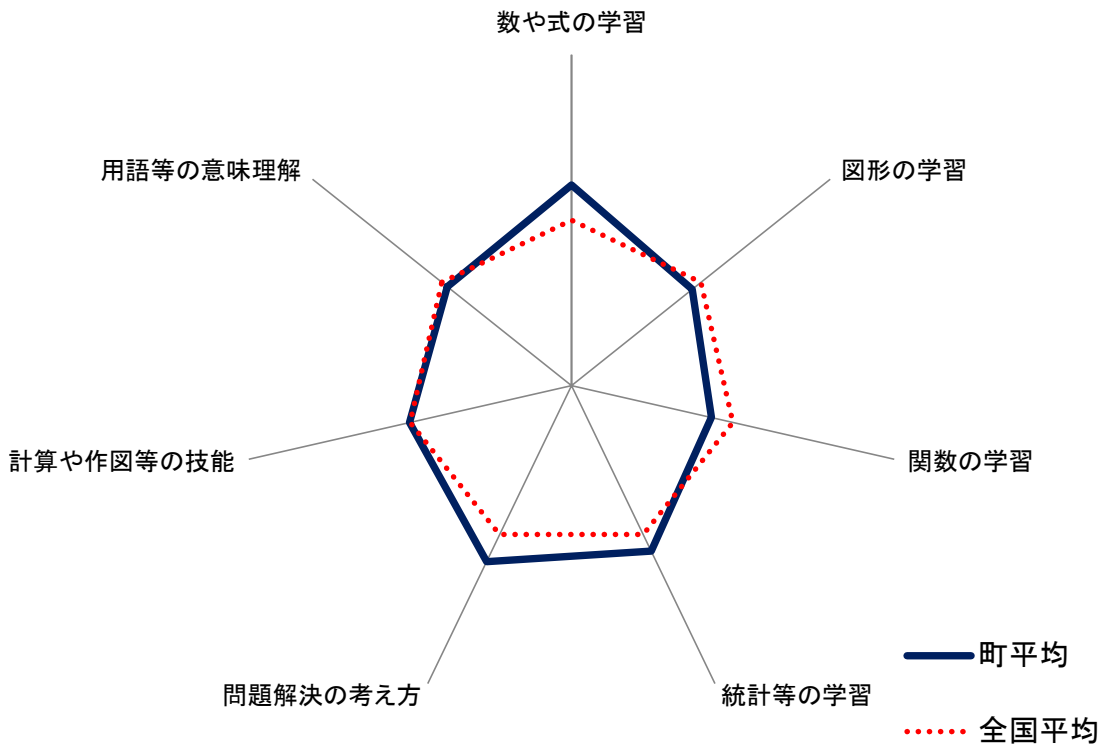 数や式の学習
図形の学習
関数の学習
統計等の学習
問題解決の考え方
計算や作図等の技能
用語等の意味理解
町平均
全国平均